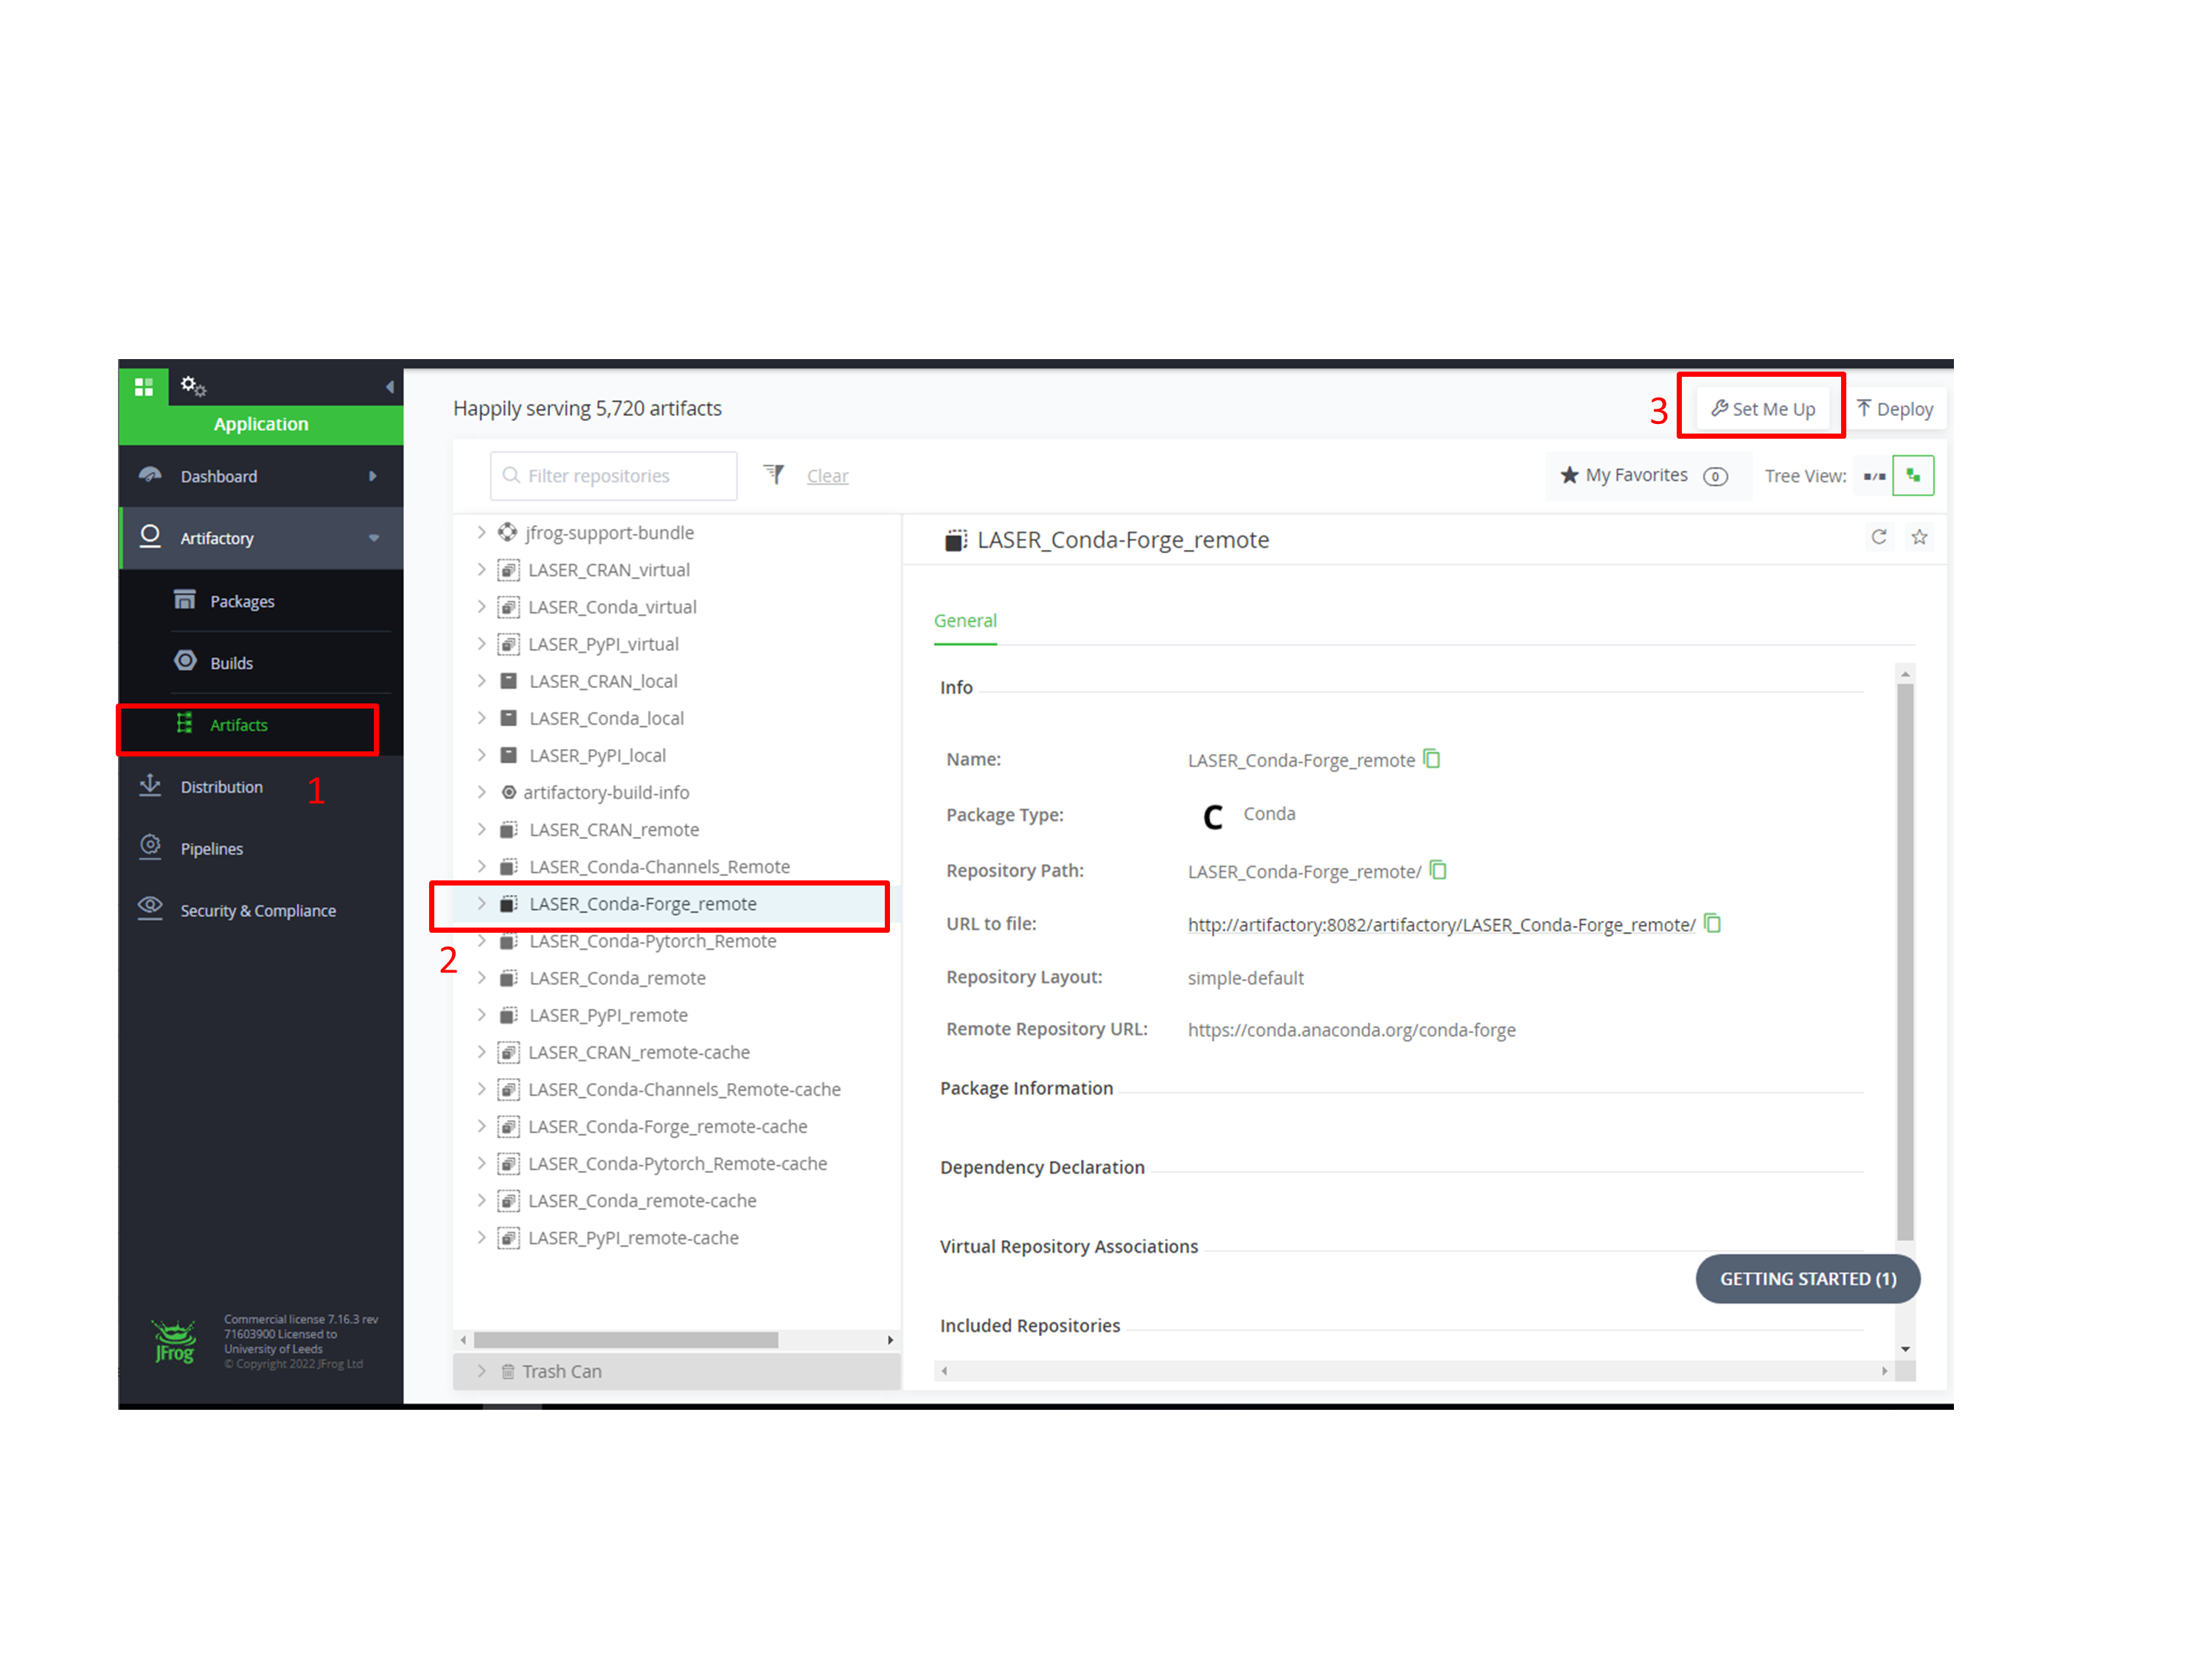 Application
Happily serving 5,720 artifacts
3
Set Me Up
Deploy
Dashboard
Filter repositories
Clear
My Favorites 0
Tree View:
Artifactory
Packages
Builds
Artifacts
1
Distribution
Pipelines
Security & Compliance
jfrog-support-bundle
LASER_CRAN_virtual
LASER_Conda_virtual
LASER_PyPI_virtual
LASER_CRAN_local
LASER_Conda_local
LASER_PyPI_local
artifactory-build-info
LASER_CRAN_remote
LASER_Conda-Channels_Remote
LASER_Conda-Forge_remote
2
LASER_Conda-Pytorch_Remote
LASER_Conda_remote
LASER_PyPI_remote
LASER_CRAN_remote-cache
LASER_Conda-Channels_Remote-cache
LASER_Conda-Forge_remote-cache
LASER_Conda-Pytorch_Remote-cache
LASER_Conda_remote-cache
LASER_PyPI_remote-cache
Trash Can
LASER_Conda-Forge_remote
General
Info
Name: LASER_Conda-Forge_remote
Package Type: C Conda
Repository Path: LASER_Conda-Forge_remote/
URL to file: http://artifactory:8082/artifactory/LASER_Conda-Forge_remote/
Repository Layout: simple-default
Remote Repository URL: https://conda.anaconda.org/conda-forge
Package Information
Dependency Declaration
Virtual Repository Associations
GETTING STARTED (1)
Included Repositories
JFrog
Commercial license 7.16.3 rev
71603900 Licensed to
University of Leeds
© Copyright 2022 JFrog Ltd